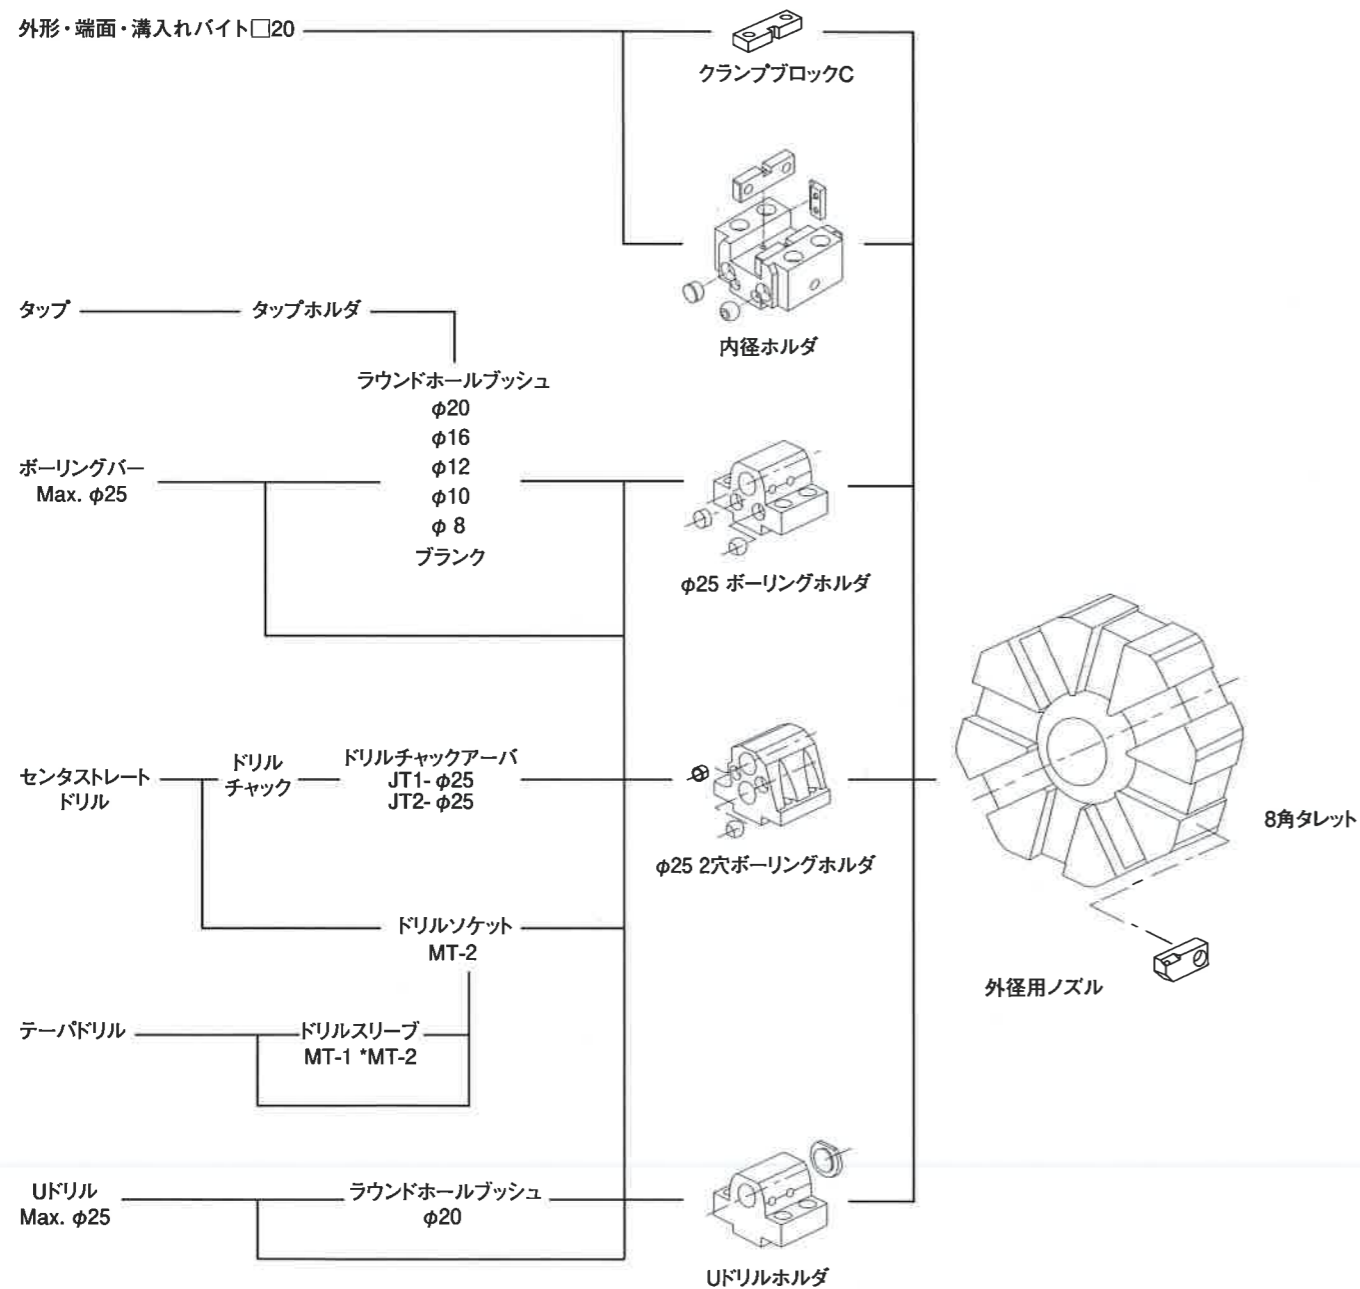 外形・端面・溝入れバイト□20
クランプブロックC
内径ホルダ
タップ
タップホルダ
ラウンドホールブッシュ
φ20
φ16
φ12
φ10
φ 8
ブランク
ボーリングバー
Max. φ25
φ25 ボーリングホルダ
センタストレート
ドリル
ドリル
チャック
ドリルチャックアーバ
JT1- φ25
JT2- φ25
φ25 2穴ボーリングホルダ
8角タレット
ドリルソケット
MT-2
外径用ノズル
テーパドリル
ドリルスリーブ
MT-1 *MT-2
Uドリル
Max. φ25
ラウンドホールブッシュ
φ20
Uドリルホルダ